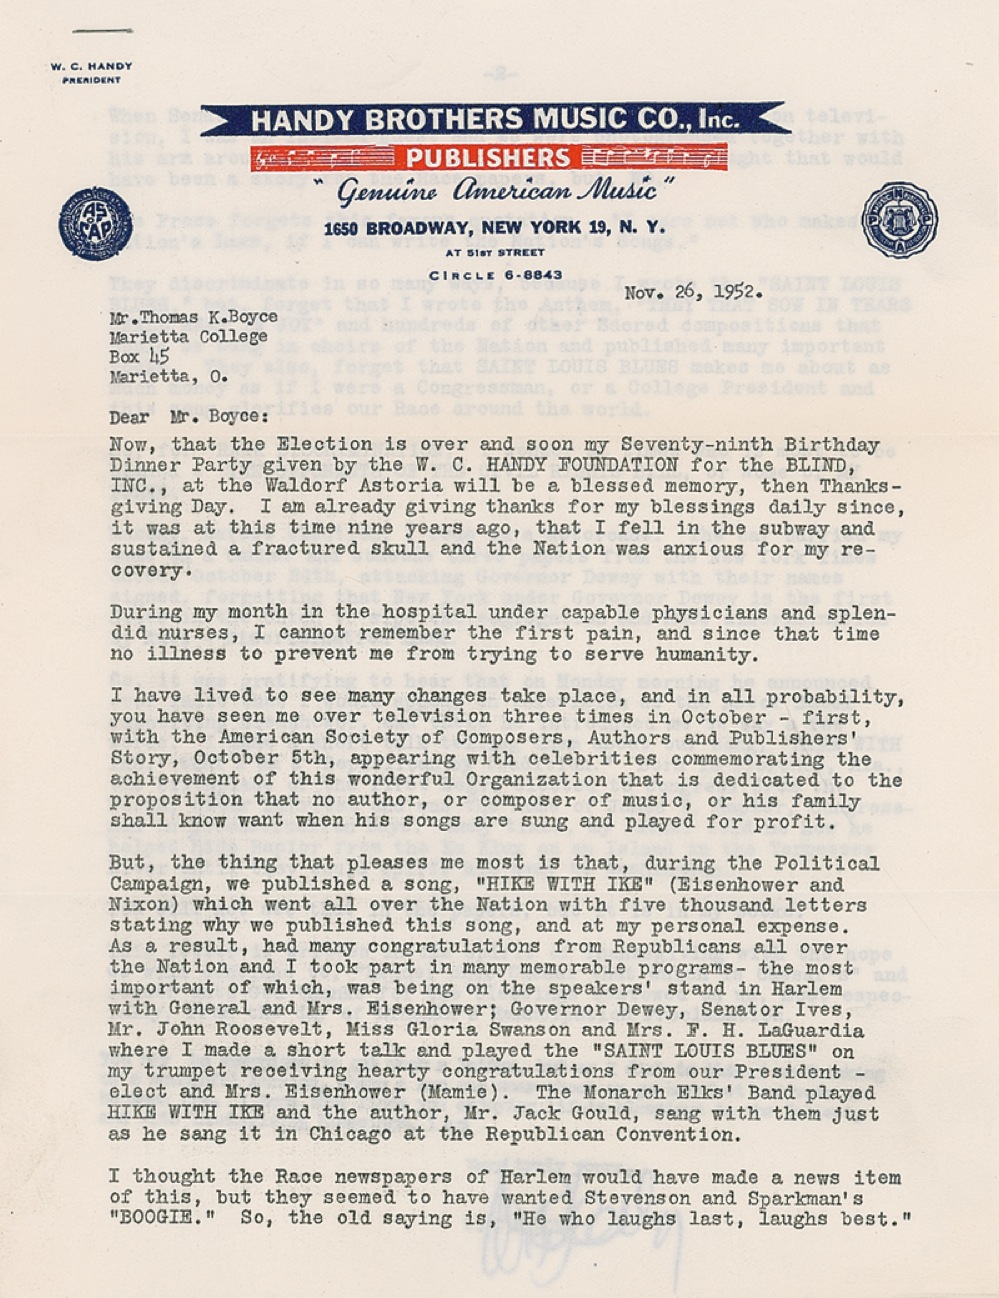 W. C. HANDY
PRESIDENT
HANDY BROTHERS MUSIC CO., Inc.
PUBLISHERS
"Genuine American Music"
AS
CAP
1650 BROADWAY, NEW YORK 19, N. Y.
AT 51ST STREET
CIRCLE 6-8843
Nov. 26, 1952.
Mr.Thomas K.Boyce
Marietta College
Box 45
Marietta, O.
Dear Mr. Boyce:
Now, that the Election is over and soon my Seventy-ninth Birthday
Dinner Party given by the W. C. HANDY FOUNDATION for the BLIND,
INC., at the Waldorf Astoria will be a blessed memory, then Thanks-
giving Day. I am already giving thanks for my blessings daily since,
it was at this time nine years ago, that I fell in the subway and
sustained a fractured skull and the Nation was anxious for my re-
covery.
During my month in the hospital under capable physicians and splen-
did nurses, I cannot remember the first pain, and since that time
no illness to prevent me from trying to serve humanity.
I have lived to see many changes take place, and in all probability,
you have seen me over television three times in October - first,
with the American Society of Composers, Authors and Publishers'
Story, October 5th, appearing with celebrities commemorating the
achievement of this wonderful Organization that is dedicated to the
proposition that no author, or composer of music, or his family
shall know want when his songs are sung and played for profit.
But, the thing that pleases me most is that, during the Political
Campaign, we published a song, "HIKE WITH IKE" (Eisenhower and
Nixon) which went all over the Nation with five thousand letters
stating why we published this song, and at my personal expense.
As a result, had many congratulations from Republicans all over
the Nation and I took part in many memorable programs- the most
important of which, was being on the speakers' stand in Harlem
with General and Mrs. Eisenhower; Governor Dewey, Senator Ives,
Mr. John Roosevelt, Miss Gloria Swanson and Mrs. F. H. LaGuardia
where I made a short talk and played the "SAINT LOUIS BLUES" on
my trumpet receiving hearty congratulations from our President -
elect and Mrs. Eisenhower (Mamie). The Monarch Elks' Band played
HIKE WITH IKE and the author, Mr. Jack Gould, sang with them just
as he sang it in Chicago at the Republican Convention.
I thought the Race newspapers of Harlem would have made a news item
of this, but they seemed to have wanted Stevenson and Sparkman's
"BOOGIE." So, the old saying is, "He who laughs last, laughs best."